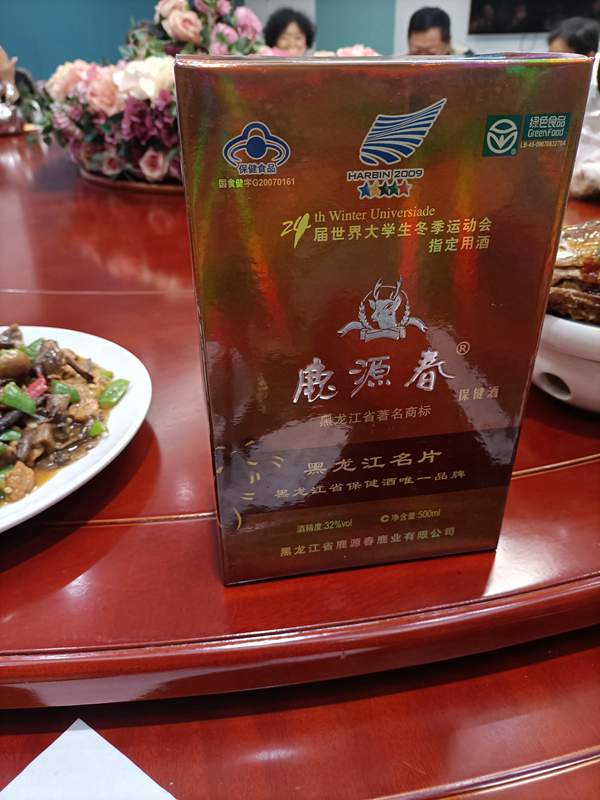 保健食品
国食健字G20070161
HARBIN 2009
绿色食品
GreenFood
24th Winter Universiade
届世界大学生冬季运动会
指定用酒
鹿源春®
保健酒
黑龙江省著名商标
黑龙江名片
黑龙江省保健酒唯一品牌
酒精度:32%vol
净含量:500ml
黑龙江省鹿源春鹿业有限公司